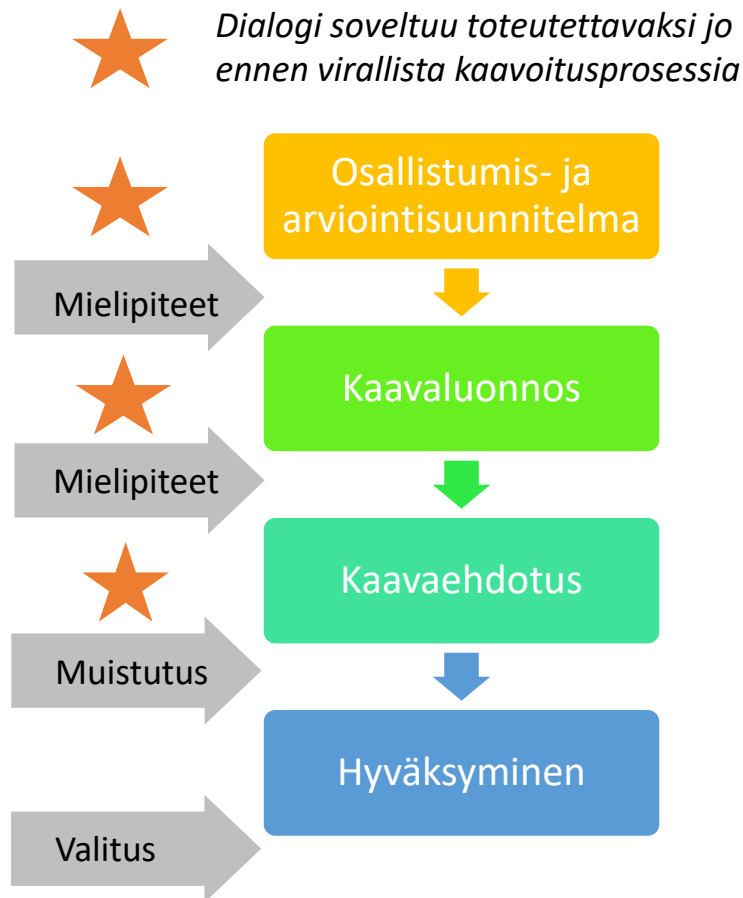 Dialogi soveltuu toteutettavaksi jo
ennen virallista kaavoitusprosessia
Osallistumis- ja
arviointisuunnitelma
Mielipiteet
Kaavaluonnos
Mielipiteet
Kaavaehdotus
Muistutus
Hyväksyminen
Valitus